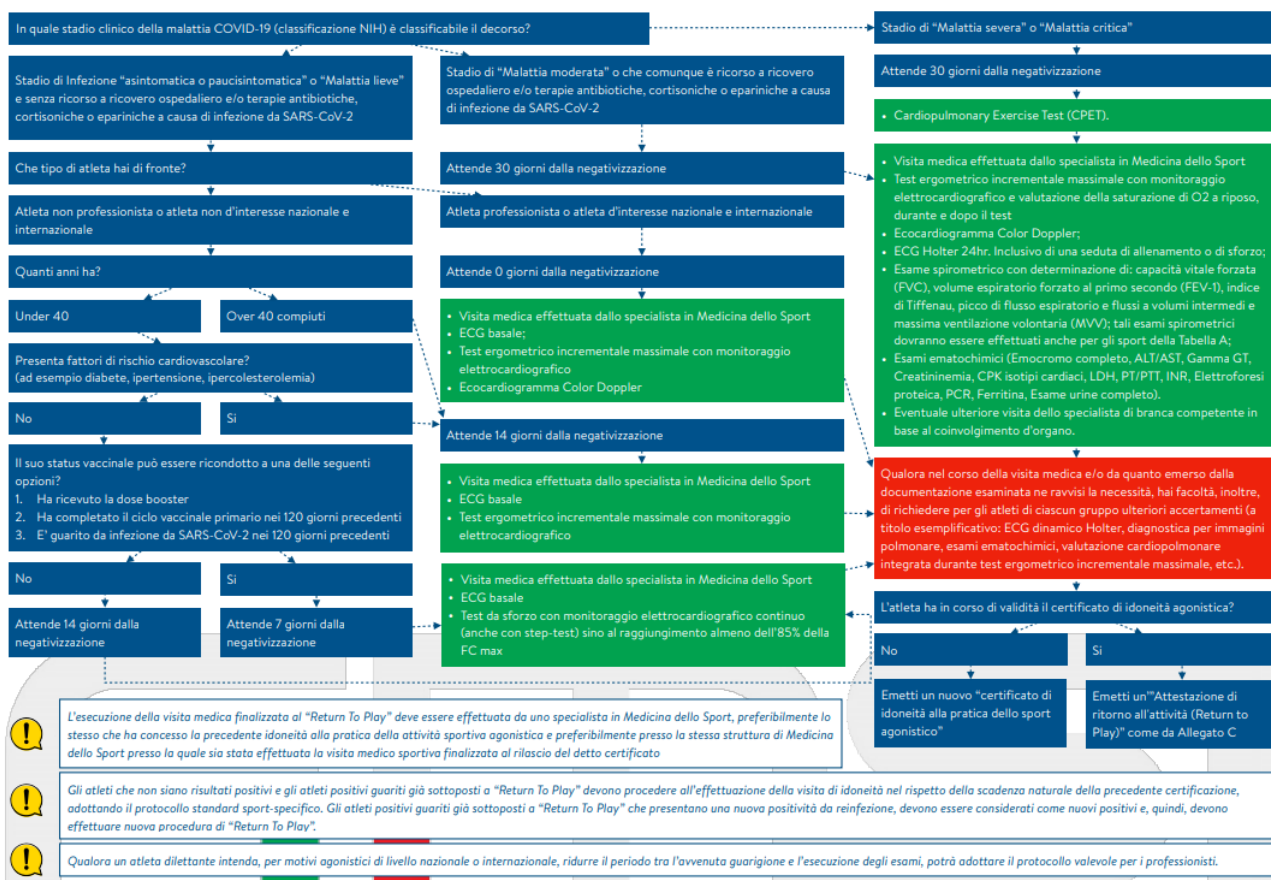 In quale stadio clinico della malattia COVID-19 (classificazione NIH) è classificabile il decorso?
Stadio di Infezione "asintomatica o paucisintomatica" o "Malattia lieve"
e senza ricorso a ricovero ospedaliero e/o terapie antibiotiche,
cortisoniche o epariniche a causa di infezione da SARS-CoV-2
Che tipo di atleta hai di fronte?
Atleta non professionista o atleta non d'interesse nazionale e
internazionale
Quanti anni ha?
Under 40
Over 40 compiuti
Presenta fattori di rischio cardiovascolare?
(ad esempio diabete, ipertensione, ipercolesterolemia)
No
Si
Il suo status vaccinale può essere ricondotto a una delle seguenti
opzioni?
1. Ha ricevuto la dose booster
2. Ha completato il ciclo vaccinale primario nei 120 giorni precedenti
3. E' guarito da infezione da SARS-CoV-2 nei 120 giorni precedenti
No
Si
Attende 14 giorni dalla
negativizzazione
Attende 7 giorni dalla
negativizzazione
Stadio di "Malattia moderata" o che comunque è ricorso a ricovero
ospedaliero e/o terapie antibiotiche, cortisoniche o epariniche a causa
di infezione da SARS-CoV-2
Attende 30 giorni dalla negativizzazione
Atleta professionista o atleta d'interesse nazionale e internazionale
Attende 0 giorni dalla negativizzazione
• Visita medica effettuata dallo specialista in Medicina dello Sport
• ECG basale;
• Test ergometrico incrementale massimale con monitoraggio
elettrocardiografico
• Ecocardiogramma Color Doppler
Attende 14 giorni dalla negativizzazione
• Visita medica effettuata dallo specialista in Medicina dello Sport
• ECG basale
• Test ergometrico incrementale massimale con monitoraggio
elettrocardiografico
• Visita medica effettuata dallo specialista in Medicina dello Sport
• ECG basale
• Test da sforzo con monitoraggio elettrocardiografico continuo
(anche con step-test) sino al raggiungimento almeno dell'85% della
FC max
Stadio di "Malattia severa" o "Malattia critica"
Attende 30 giorni dalla negativizzazione
• Cardiopulmonary Exercise Test (CPET).
• Visita medica effettuata dallo specialista in Medicina dello Sport
• Test ergometrico incrementale massimale con monitoraggio
elettrocardiografico e valutazione della saturazione di O2 a riposo,
durante e dopo il test
• Ecocardiogramma Color Doppler;
• ECG Holter 24hr. Inclusivo di una seduta di allenamento o di sforzo;
• Esame spirometrico con determinazione di: capacità vitale forzata
(FVC), volume espiratorio forzato al primo secondo (FEV-1), indice
di Tiffenau, picco di flusso espiratorio e flussi a volumi intermedi e
massima ventilazione volontaria (MVV); tali esami spirometrici
dovranno essere effettuati anche per gli sport della Tabella A;
• Esami ematochimici (Emocromo completo, ALT/AST, Gamma GT,
Creatininemia, CPK isotipi cardiaci, LDH, PT/PTT, INR, Elettroforesi
proteica, PCR, Ferritina, Esame urine completo).
• Eventuale ulteriore visita dello specialista di branca competente in
base al coinvolgimento d'organo.
Qualora nel corso della visita medica e/o da quanto emerso dalla
documentazione esaminata ne ravvisi la necessità, hai facoltà, inoltre,
di richiedere per gli atleti di ciascun gruppo ulteriori accertamenti (a
titolo esemplificativo: ECG dinamico Holter, diagnostica per immagini
polmonare, esami ematochimici, valutazione cardiopolmonare
integrata durante test ergometrico incrementale massimale, etc.).
L'atleta ha in corso di validità il certificato di idoneità agonistica?
No
Si
Emetti un nuovo "certificato di
idoneità alla pratica dello sport
agonistico"
Emetti un'"Attestazione di
ritorno all'attività (Return to
Play)" come da Allegato C
L'esecuzione della visita medica finalizzata al "Return To Play" deve essere effettuata da uno specialista in Medicina dello Sport, preferibilmente lo
stesso che ha concesso la precedente idoneità alla pratica della attività sportiva agonistica e preferibilmente presso la stessa struttura di Medicina
dello Sport presso la quale sia stata effettuata la visita medico sportiva finalizzata al rilascio del detto certificato
Gli atleti che non siano risultati positivi e gli atleti positivi guariti già sottoposti a "Return To Play" devono procedere all'effettuazione della visita di idoneità nel rispetto della scadenza naturale della precedente certificazione,
adottando il protocollo standard sport-specifico. Gli atleti positivi guariti già sottoposti a "Return To Play" che presentano una nuova positività da reinfezione, devono essere considerati come nuovi positivi e, quindi, devono
effettuare nuova procedura di "Return To Play".
Qualora un atleta dilettante intenda, per motivi agonistici di livello nazionale o internazionale, ridurre il periodo tra l'avvenuta guarigione e l'esecuzione degli esami, potrà adottare il protocollo valevole per i professionisti.